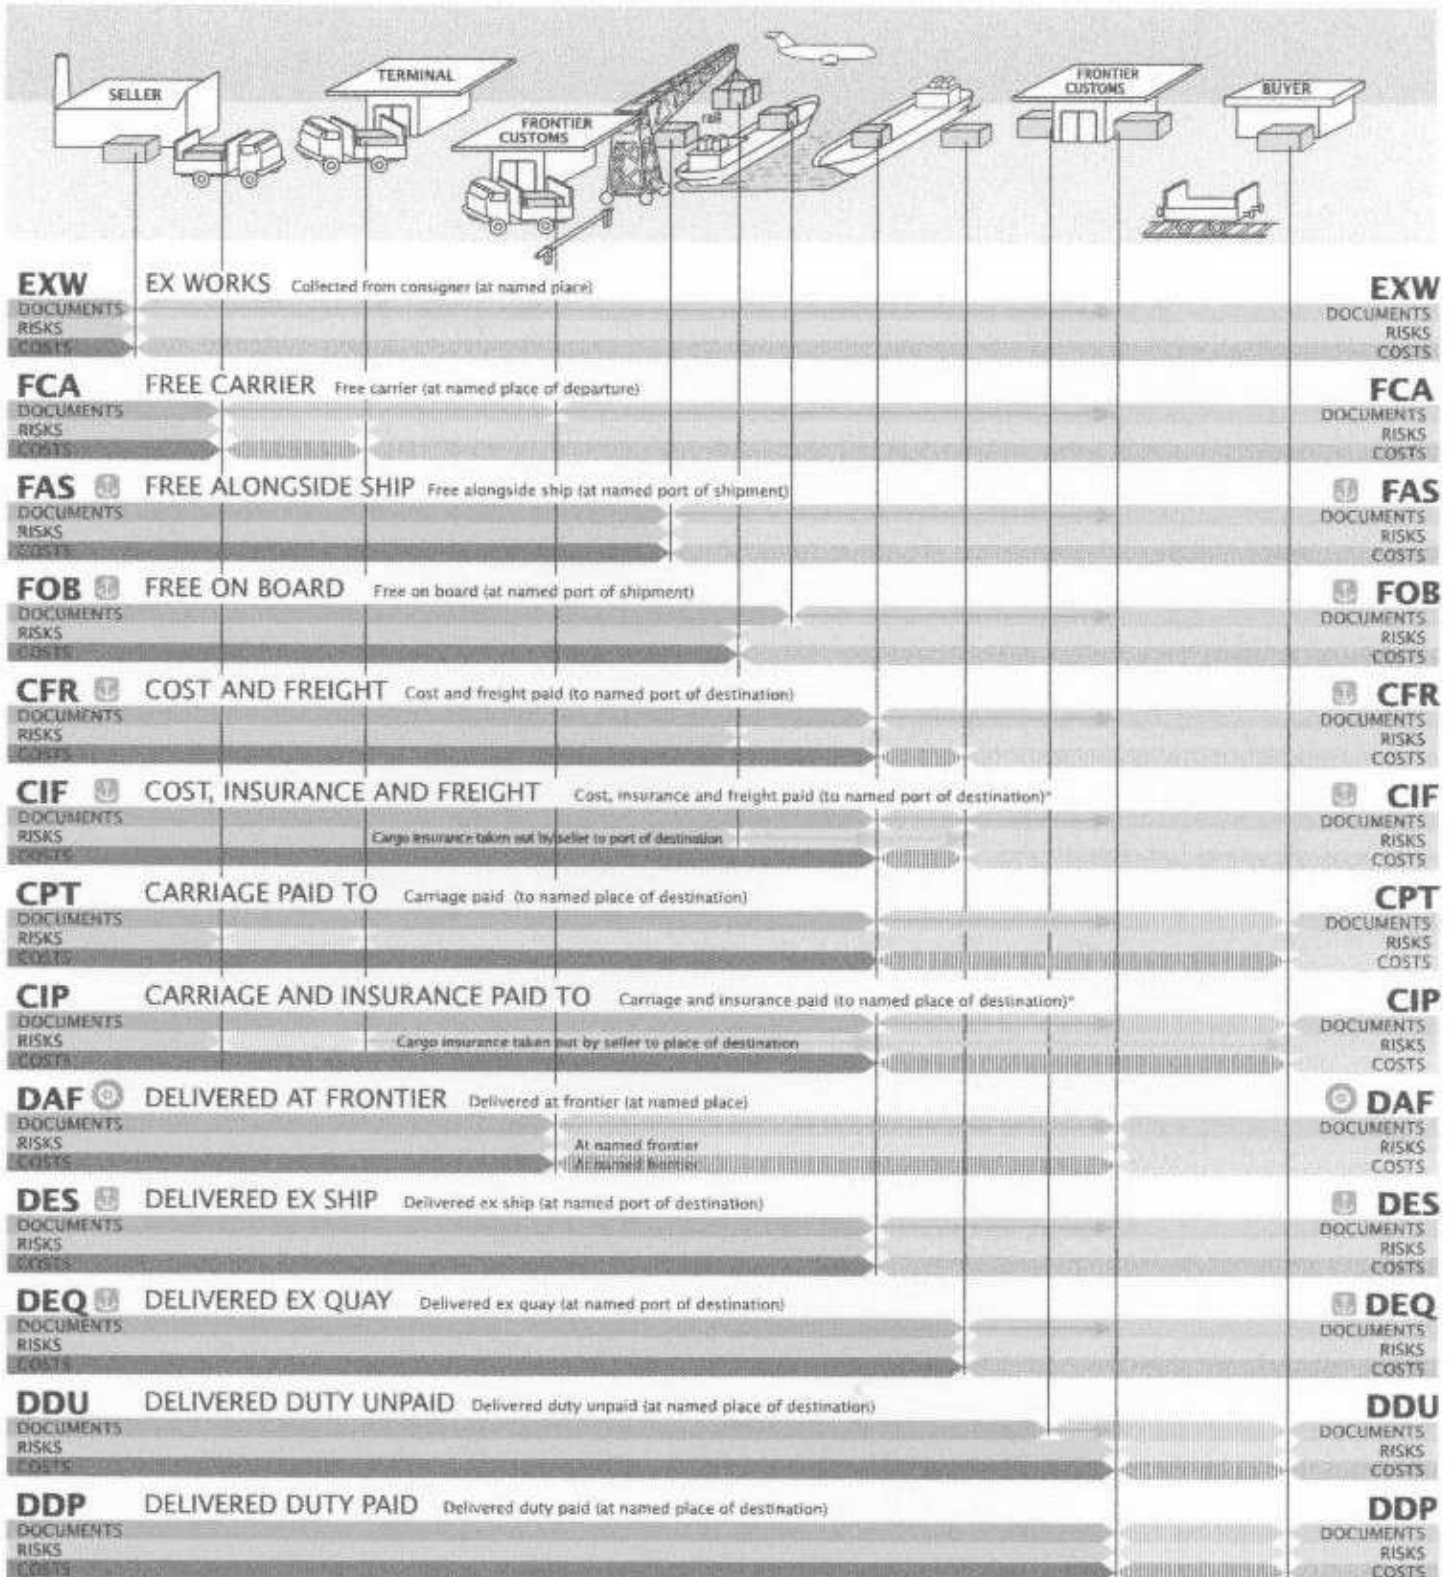 SELLER
TERMINAL
FRONTIER
CUSTOMS
rail
FRONTIER
CUSTOMS
BUYER
EXW EX WORKS Collected from consigner (at named place) EXW
DOCUMENTS DOCUMENTS
RISKS RISKS
COSTS COSTS
FCA FREE CARRIER Free carrier (at named place of departure) FCA
DOCUMENTS DOCUMENTS
RISKS RISKS
COSTS COSTS
FAS FREE ALONGSIDE SHIP Free alongside ship (at named port of shipment) FAS
DOCUMENTS DOCUMENTS
RISKS RISKS
COSTS COSTS
FOB FREE ON BOARD Free on board (at named port of shipment) FOB
DOCUMENTS DOCUMENTS
RISKS RISKS
COSTS COSTS
CFR COST AND FREIGHT Cost and freight paid (to named port of destination) CFR
DOCUMENTS DOCUMENTS
RISKS RISKS
COSTS COSTS
CIF COST, INSURANCE AND FREIGHT Cost, insurance and freight paid (to named port of destination)* CIF
DOCUMENTS DOCUMENTS
RISKS Cargo insurance taken out by seller to port of destination RISKS
COSTS COSTS
CPT CARRIAGE PAID TO Carriage paid (to named place of destination) CPT
DOCUMENTS DOCUMENTS
RISKS RISKS
COSTS COSTS
CIP CARRIAGE AND INSURANCE PAID TO Carriage and insurance paid (to named place of destination)* CIP
DOCUMENTS DOCUMENTS
RISKS Cargo insurance taken out by seller to place of destination RISKS
COSTS COSTS
DAF DELIVERED AT FRONTIER Delivered at frontier (at named place) DAF
DOCUMENTS DOCUMENTS
RISKS At named frontier RISKS
COSTS At named frontier COSTS
DES DELIVERED EX SHIP Delivered ex ship (at named port of destination) DES
DOCUMENTS DOCUMENTS
RISKS RISKS
COSTS COSTS
DEQ DELIVERED EX QUAY Delivered ex quay (at named port of destination) DEQ
DOCUMENTS DOCUMENTS
RISKS RISKS
COSTS COSTS
DDU DELIVERED DUTY UNPAID Delivered duty unpaid (at named place of destination) DDU
DOCUMENTS DOCUMENTS
RISKS RISKS
COSTS COSTS
DDP DELIVERED DUTY PAID Delivered duty paid (at named place of destination) DDP
DOCUMENTS DOCUMENTS
RISKS RISKS
COSTS COSTS